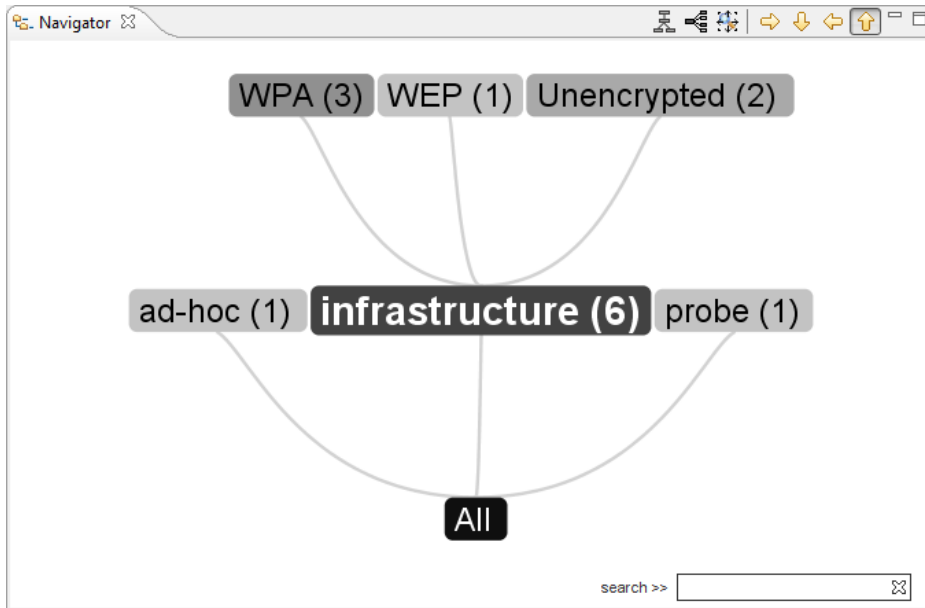 Navigator
WPA (3) WEP (1) Unencrypted (2)
ad-hoc (1) infrastructure (6) probe (1)
All
search >>